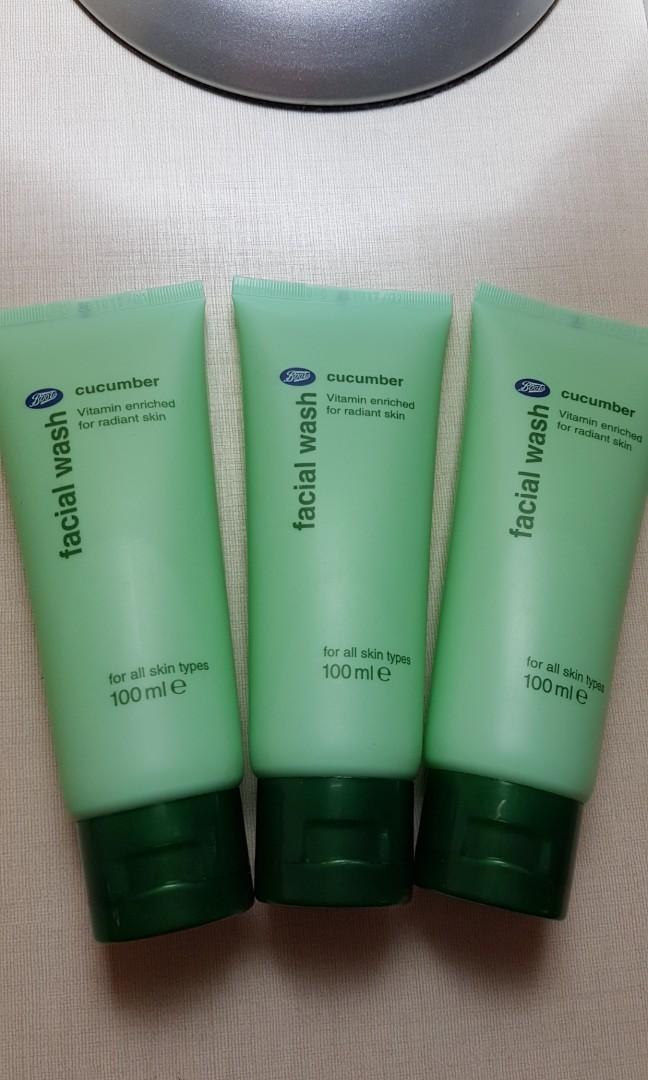 Boots
cucumber
Vitamin enriched
for radiant skin
facial wash
for all skin types
100 ml e
Boots
cucumber
Vitamin enriched
for radiant skin
facial wash
for all skin types
100 ml e
Boots
cucumber
Vitamin enriched
for radiant skin
facial wash
for all skin types
100 ml e